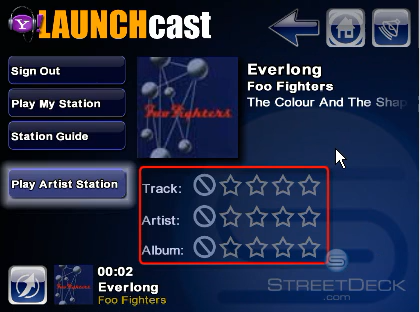 Y! LAUNCHcast
Sign Out
Play My Station
Station Guide
Play Artist Station
Foo Fighters
Everlong
Foo Fighters
The Colour And The Shap
Track:
Artist:
Album:
00:02
Everlong
Foo Fighters
STREETDECK
.com